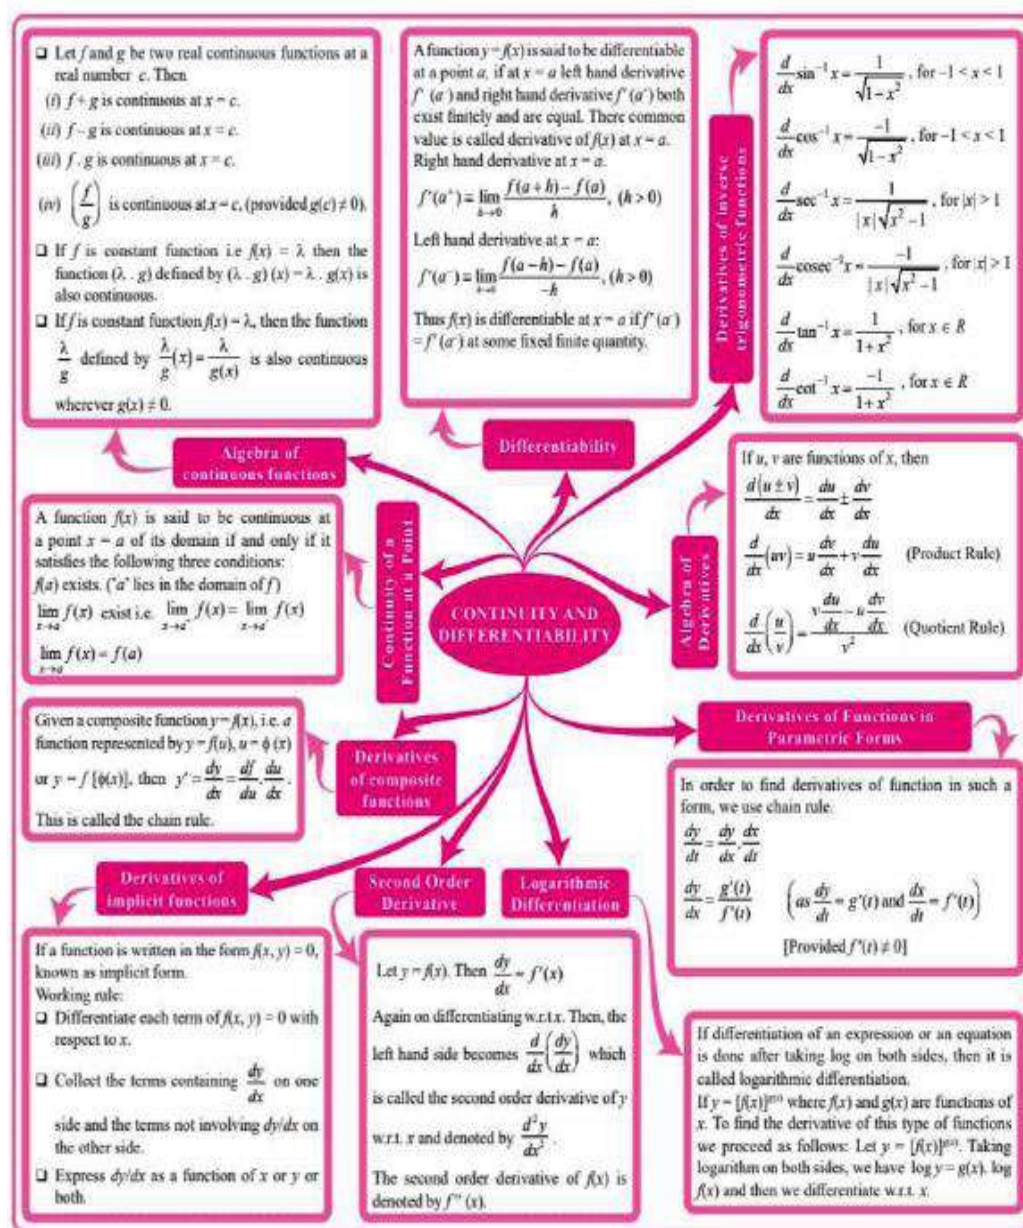 ❑ Let f and g be two real continuous functions at a
real number c. Then
(i) f + g is continuous at x = c.
(ii) f – g is continuous at x = c.
(iii) f . g is continuous at x = c.
(iv) (f/g) is continuous at x = c, (provided g(c) ≠ 0).
❑ If f is constant function i.e f(x) = λ then the
function (λ . g) defined by (λ . g) (x) = λ . g(x) is
also continuous.
❑ If f is constant function f(x) = λ, then the function
λ/g defined by λ/g (x) = λ/g(x) is also continuous
wherever g(x) ≠ 0.
Algebra of
continuous functions
A function y = f(x) is said to be differentiable
at a point a, if at x = a left hand derivative
f' (a⁻) and right hand derivative f' (a⁺) both
exist finitely and are equal. There common
value is called derivative of f(x) at x = a.
Right hand derivative at x = a.
f'(a⁺) = lim h→0 (f(a + h) – f(a))/h, (h > 0)
Left hand derivative at x = a:
f'(a⁻) = lim h→0 (f(a – h) – f(a))/–h, (h > 0)
Thus f(x) is differentiable at x = a if f' (a⁻)
= f' (a⁺) at some fixed finite quantity.
Differentiability
Derivatives of inverse
trigonometric functions
d/dx sin⁻¹ x = 1/√(1 – x²), for –1 < x < 1
d/dx cos⁻¹ x = –1/√(1 – x²), for –1 < x < 1
d/dx sec⁻¹ x = 1/(|x|√(x² – 1)), for |x| > 1
d/dx cosec⁻¹ x = –1/(|x|√(x² – 1)), for |x| > 1
d/dx tan⁻¹ x = 1/(1 + x²), for x ∈ R
d/dx cot⁻¹ x = –1/(1 + x²), for x ∈ R
A function f(x) is said to be continuous at
a point x = a of its domain if and only if it
satisfies the following three conditions:
f(a) exists. ('a' lies in the domain of f)
lim x→a f(x) exist i.e. lim x→a f(x) = lim x→a f(x)
lim x→a f(x) = f(a)
Continuity of a
Function at a Point
CONTINUITY AND
DIFFERENTIABILITY
Algebra of
Derivatives
If u, v are functions of x, then
d(u ± v)/dx = du/dx ± dv/dx
d/dx (uv) = u dv/dx + v du/dx (Product Rule)
d/dx (u/v) = (v du/dx – u dv/dx)/v² (Quotient Rule)
Given a composite function y = f(x), i.e. a
function represented by y = f(u), u = ϕ (x)
or y = f [ϕ(x)], then y' = dy/dx = df/du . du/dx .
This is called the chain rule.
Derivatives
of composite
functions
Derivatives of Functions in
Parametric Forms
In order to find derivatives of function in such a
form, we use chain rule.
dy/dt = dy/dx . dx/dt
dy/dx = g'(t)/f'(t) (as dy/dt = g'(t) and dx/dt = f'(t))
[Provided f'(t) ≠ 0]
Derivatives of
implicit functions
If a function is written in the form f(x, y) = 0,
known as implicit form.
Working rule:
❑ Differentiate each term of f(x, y) = 0 with
respect to x.
❑ Collect the terms containing dy/dx on one
side and the terms not involving dy/dx on
the other side.
❑ Express dy/dx as a function of x or y or
both.
Second Order
Derivative
Let y = f(x). Then dy/dx = f'(x)
Again on differentiating w.r.t.x. Then, the
left hand side becomes d/dx (dy/dx) which
is called the second order derivative of y
w.r.t. x and denoted by d²y/dx² .
The second order derivative of f(x) is
denoted by f'' (x).
Logarithmic
Differentiation
If differentiation of an expression or an equation
is done after taking log on both sides, then it is
called logarithmic differentiation.
If y = [f(x)]^g(x) where f(x) and g(x) are functions of
x. To find the derivative of this type of functions
we proceed as follows: Let y = [f(x)]^g(x). Taking
logarithm on both sides, we have log y = g(x). log
f(x) and then we differentiate w.r.t. x.